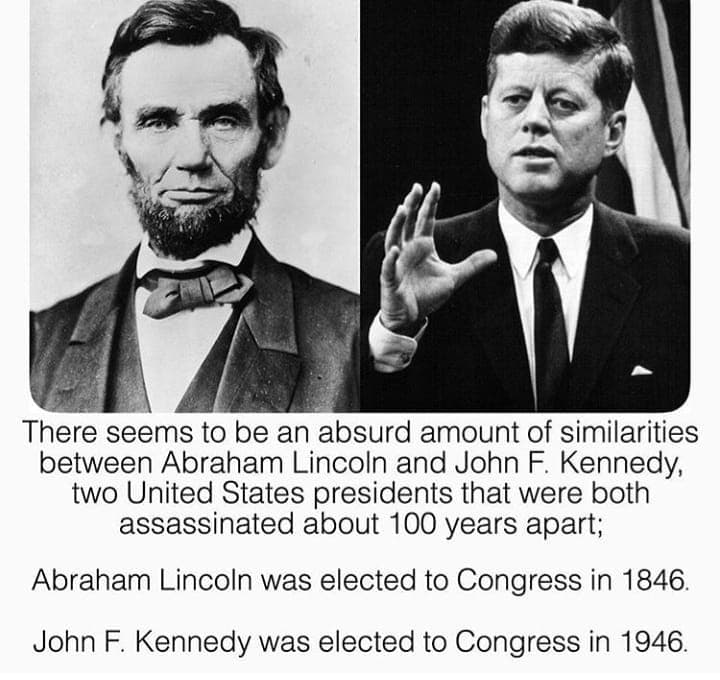 There seems to be an absurd amount of similarities
between Abraham Lincoln and John F. Kennedy,
two United States presidents that were both
assassinated about 100 years apart;
Abraham Lincoln was elected to Congress in 1846.
John F. Kennedy was elected to Congress in 1946.